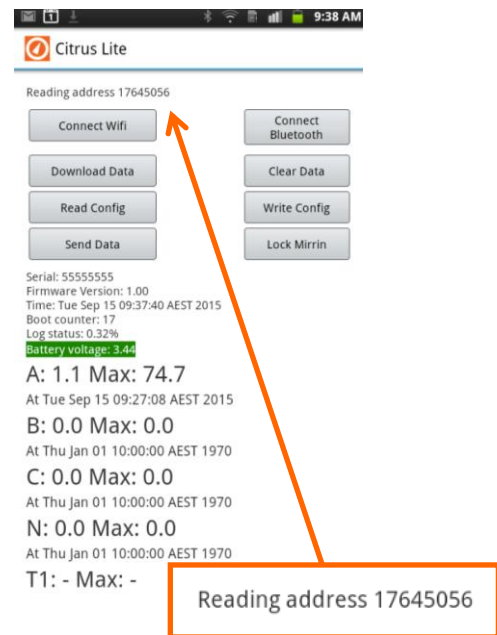 1 9:38 AM
Citrus Lite
Reading address 17645056
Connect Wifi Connect
Bluetooth
Download Data Clear Data
Read Config Write Config
Send Data Lock Mirrin
Serial: 55555555
Firmware Version: 1.00
Time: Tue Sep 15 09:37:40 AEST 2015
Boot counter: 17
Log status: 0.32%
Battery voltage: 3.44
A: 1.1 Max: 74.7
At Tue Sep 15 09:27:08 AEST 2015
B: 0.0 Max: 0.0
At Thu Jan 01 10:00:00 AEST 1970
C: 0.0 Max: 0.0
At Thu Jan 01 10:00:00 AEST 1970
N: 0.0 Max: 0.0
At Thu Jan 01 10:00:00 AEST 1970
T1: - Max: -
Reading address 17645056